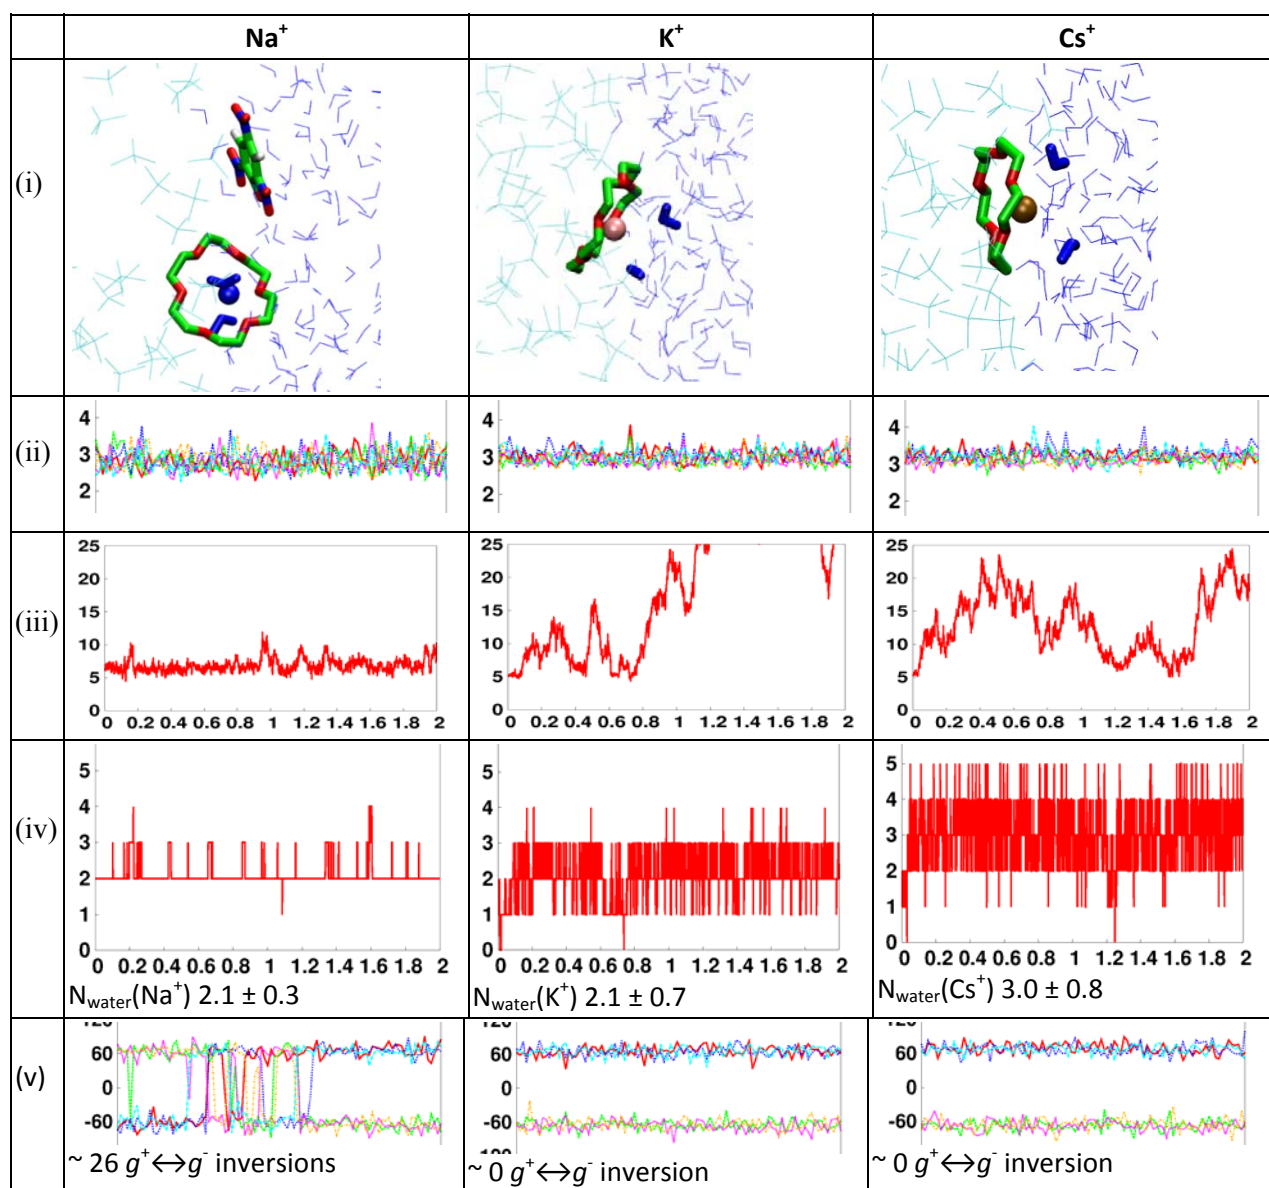 Na+ K+ Cs+
(i)
(ii)
4 4 4
3 3 3
2 2 2
(iii)
25 25 25
20 20 20
15 15 15
10 10 10
5 5 5
0 0 0
0 0.2 0.4 0.6 0.8 1 1.2 1.4 1.6 1.8 2
0 0.2 0.4 0.6 0.8 1 1.2 1.4 1.6 1.8 2
0 0.2 0.4 0.6 0.8 1 1.2 1.4 1.6 1.8 2
(iv)
5 5 5
4 4 4
3 3 3
2 2 2
1 1 1
0 0 0
0 0.2 0.4 0.6 0.8 1 1.2 1.4 1.6 1.8 2
0 0.2 0.4 0.6 0.8 1 1.2 1.4 1.6 1.8 2
0 0.2 0.4 0.6 0.8 1 1.2 1.4 1.6 1.8 2
Nwater(Na+) 2.1 ± 0.3
Nwater(K+) 2.1 ± 0.7
Nwater(Cs+) 3.0 ± 0.8
(v)
120 120 120
60 60 60
0 0 0
-60 -60 -60
~ 26 g+↔g- inversions
~ 0 g+↔g- inversion
~ 0 g+↔g- inversion